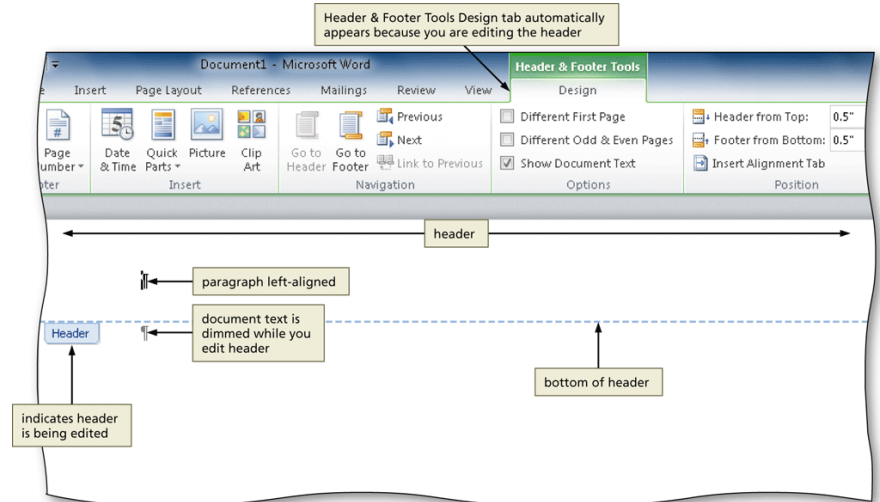 Header & Footer Tools Design tab automatically
appears because you are editing the header
Document1 - Microsoft Word
Header & Footer Tools
Insert Page Layout References Mailings Review View Design
Page
Date
& Time
Quick
Parts
Picture
Clip
Art
Insert
Go to
Header
Go to
Footer
Previous
Next
Link to Previous
Navigation
Different First Page
Different Odd & Even Pages
Show Document Text
Options
Header from Top: 0.5"
Footer from Bottom: 0.5"
Insert Alignment Tab
Position
header
¶
paragraph left-aligned
Header
¶
document text is
dimmed while you
edit header
bottom of header
indicates header
is being edited